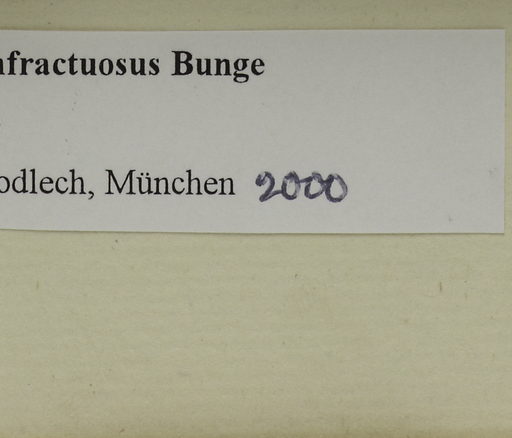 nfractuosus Bunge
odlech, München 2000